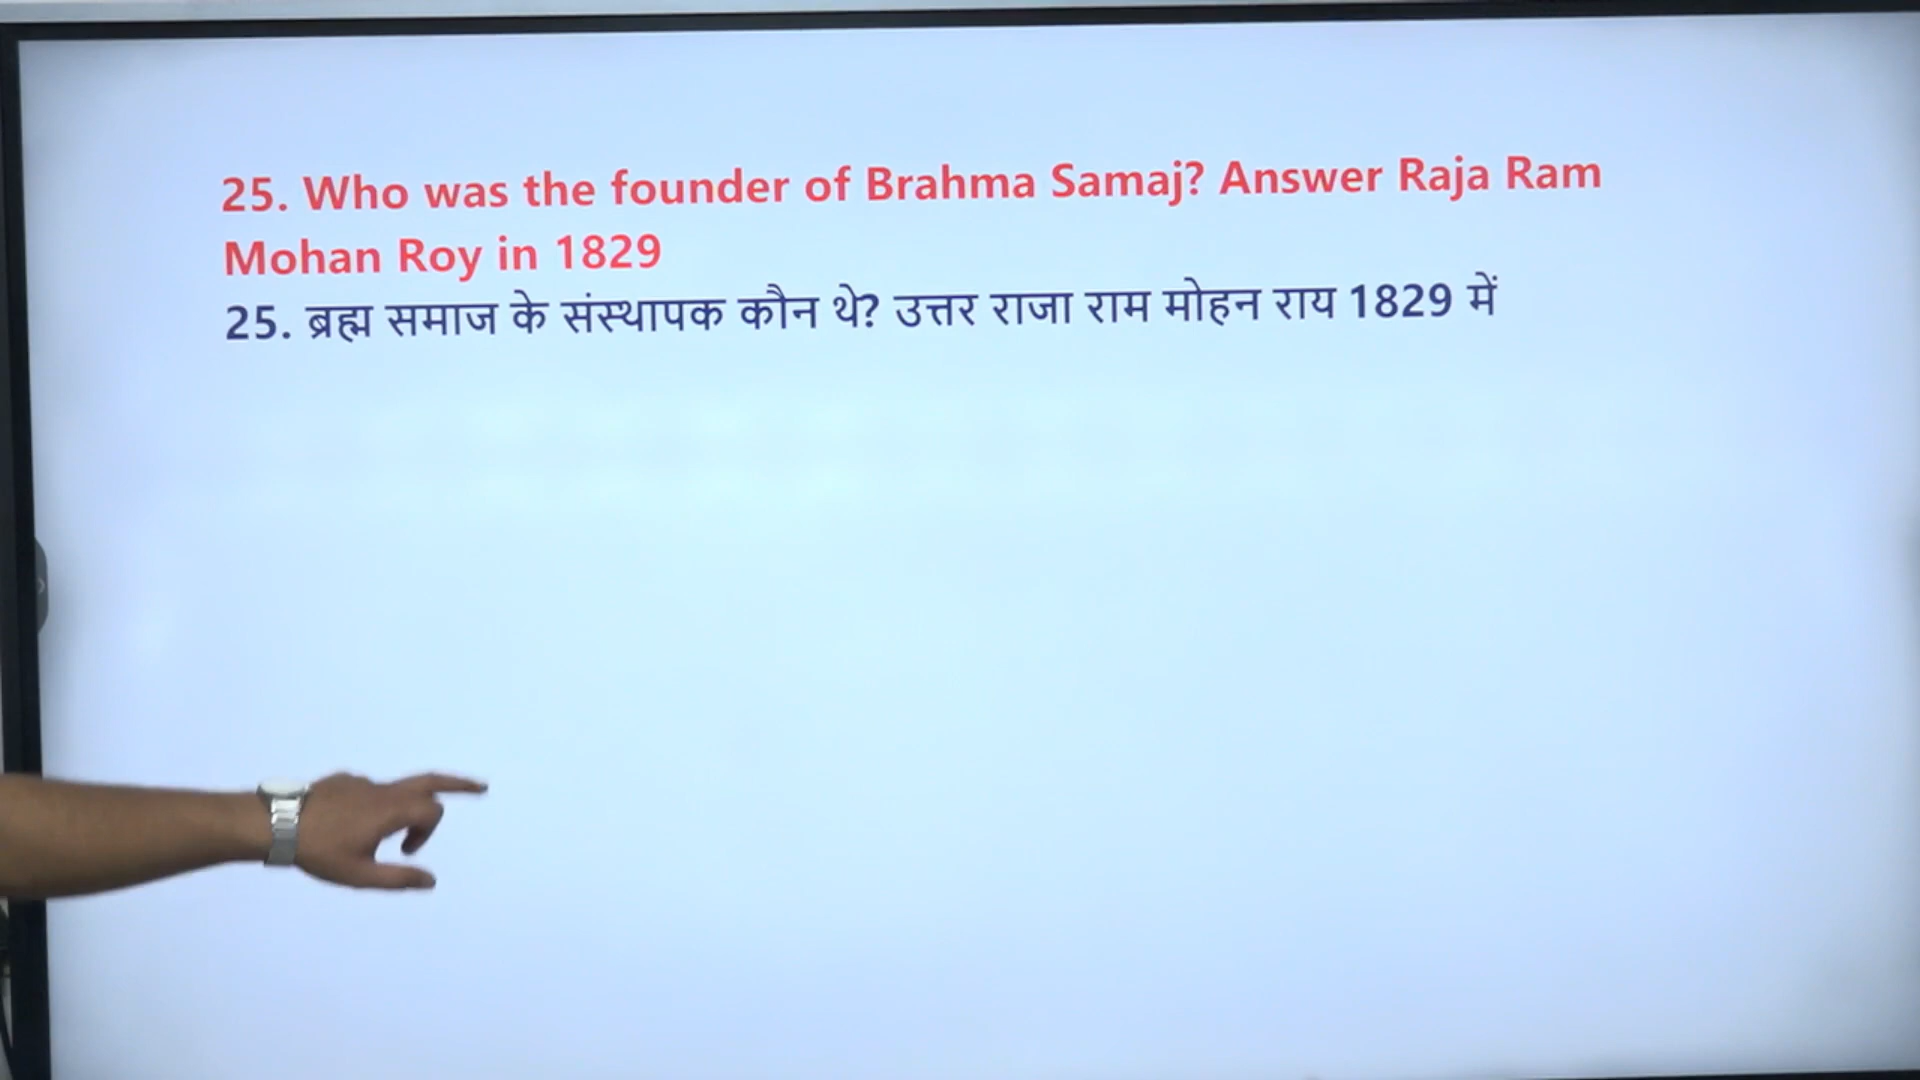 25. Who was the founder of Brahma Samaj? Answer Raja Ram
Mohan Roy in 1829
25. ब्रह्म समाज के संस्थापक कौन थे? उत्तर राजा राम मोहन राय 1829 में